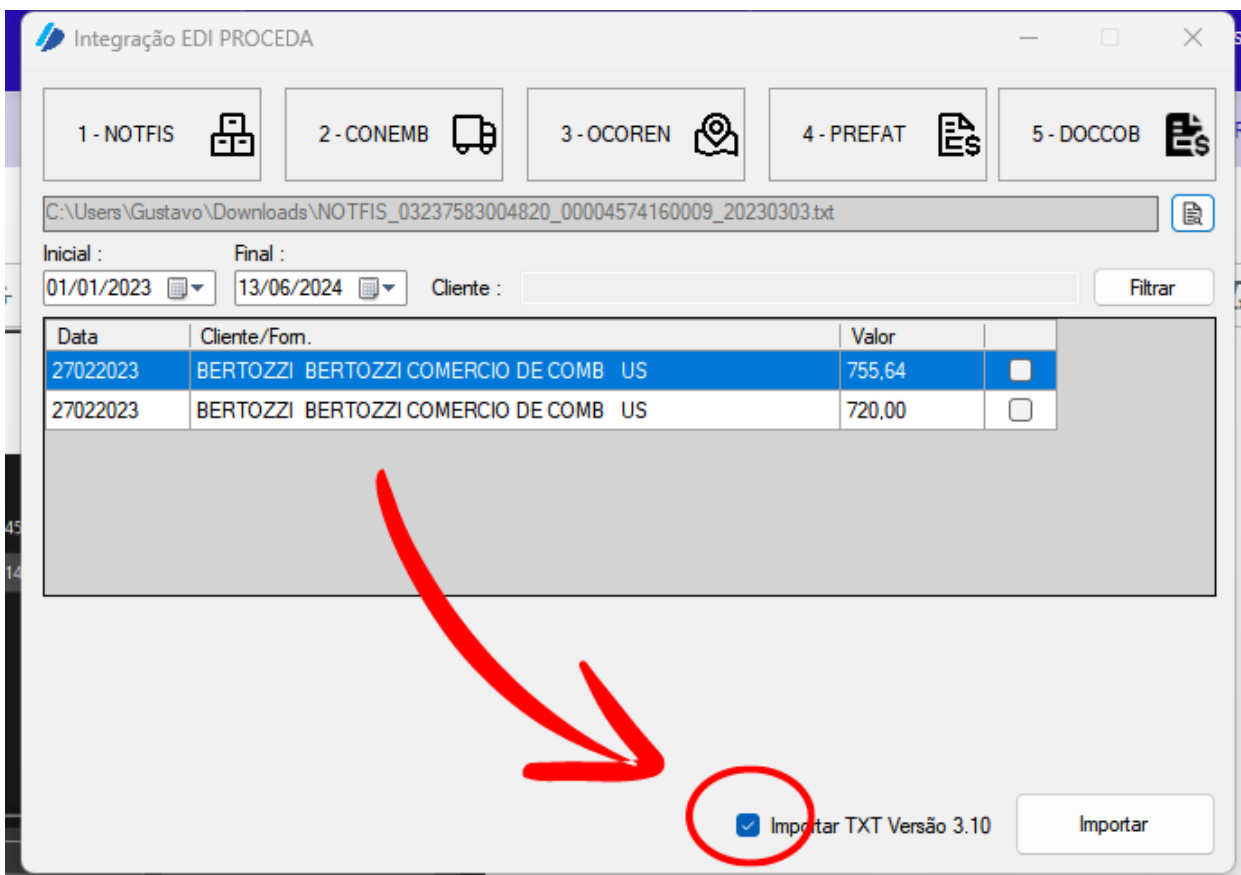 Integração EDI PROCEDA
1 - NOTFIS 2 - CONEMB 3 - OCOREN 4 - PREFAT 5 - DOCCOB
C:\Users\Gustavo\Downloads\NOTFIS_03237583004820_00004574160009_20230303.txt
Inicial : Final :
01/01/2023 13/06/2024 Cliente : Filtrar
Data Cliente/Forn. Valor
27022023 BERTOZZI BERTOZZI COMERCIO DE COMB US 755,64
27022023 BERTOZZI BERTOZZI COMERCIO DE COMB US 720,00
45
14
Importar TXT Versão 3.10 Importar